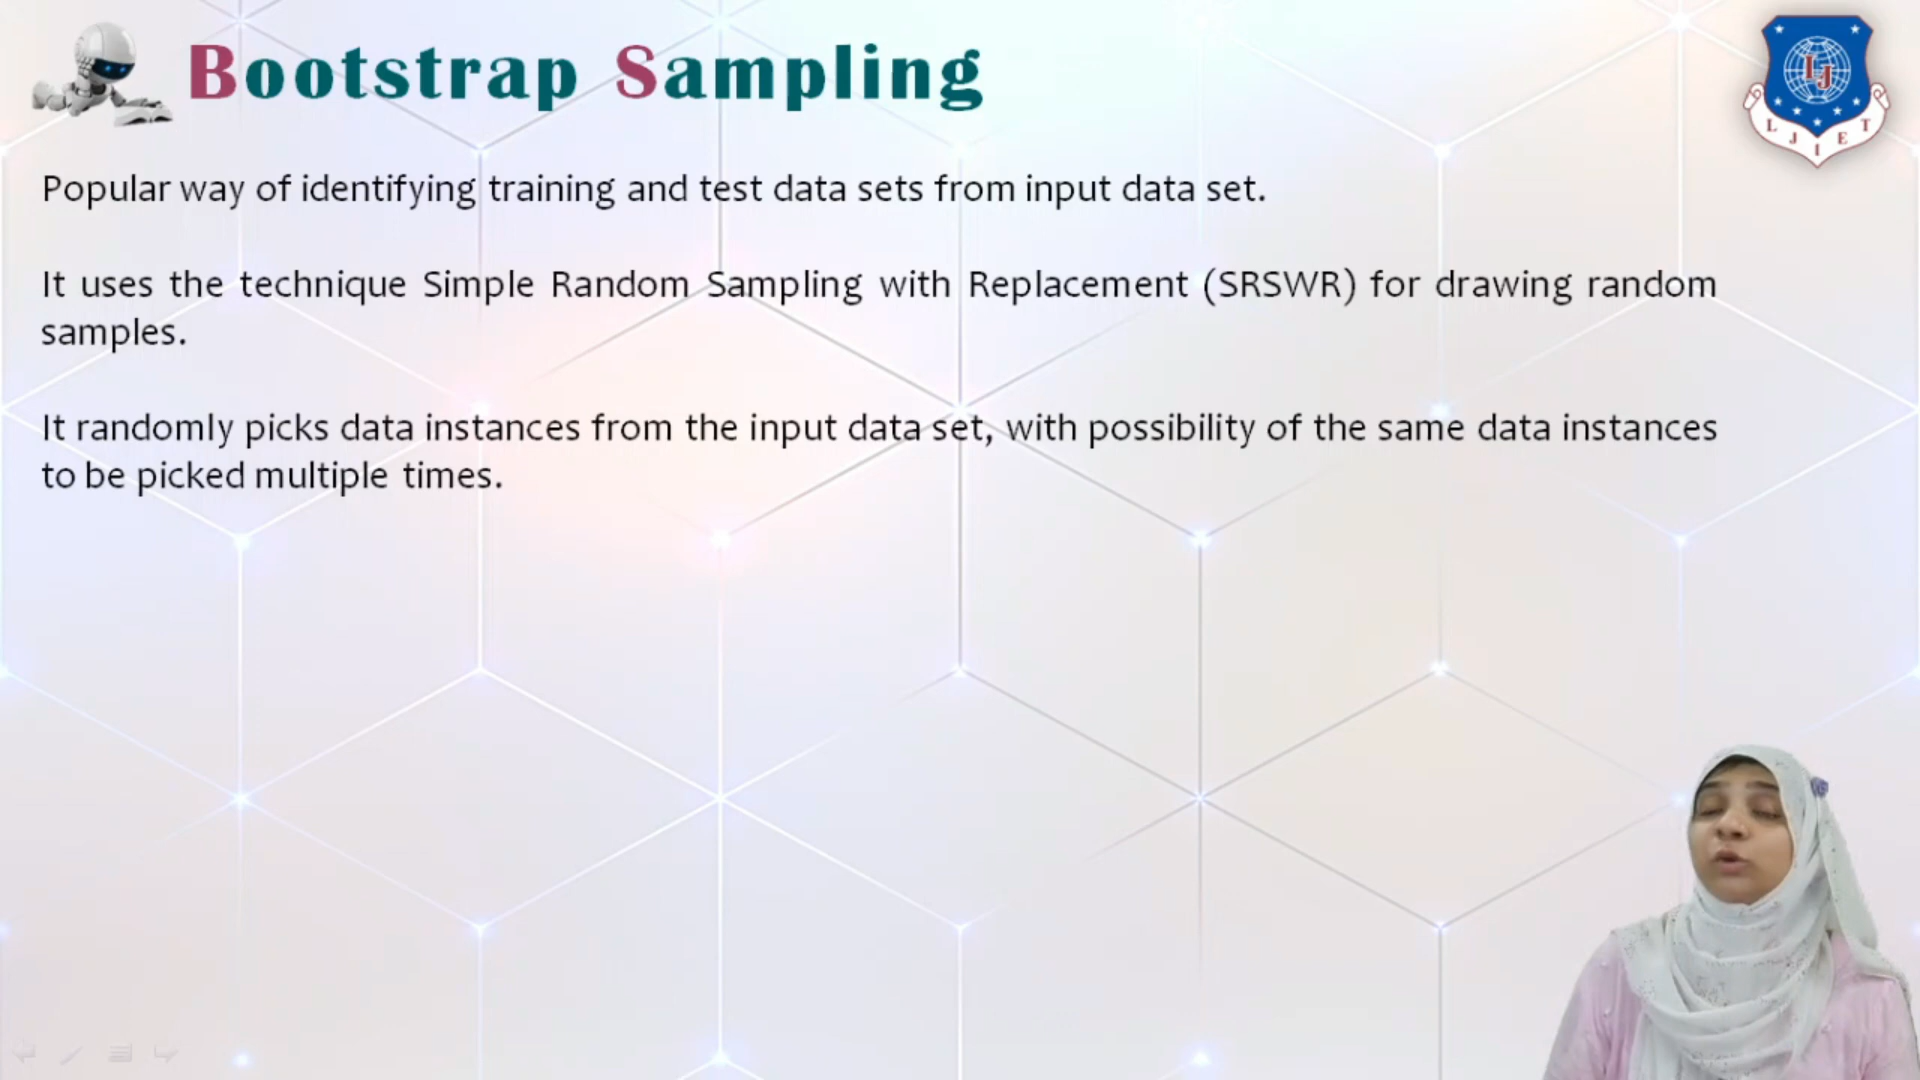 Bootstrap Sampling
Popular way of identifying training and test data sets from input data set.
It uses the technique Simple Random Sampling with Replacement (SRSWR) for drawing random
samples.
It randomly picks data instances from the input data set, with possibility of the same data instances
to be picked multiple times.
LJ
L J I E T